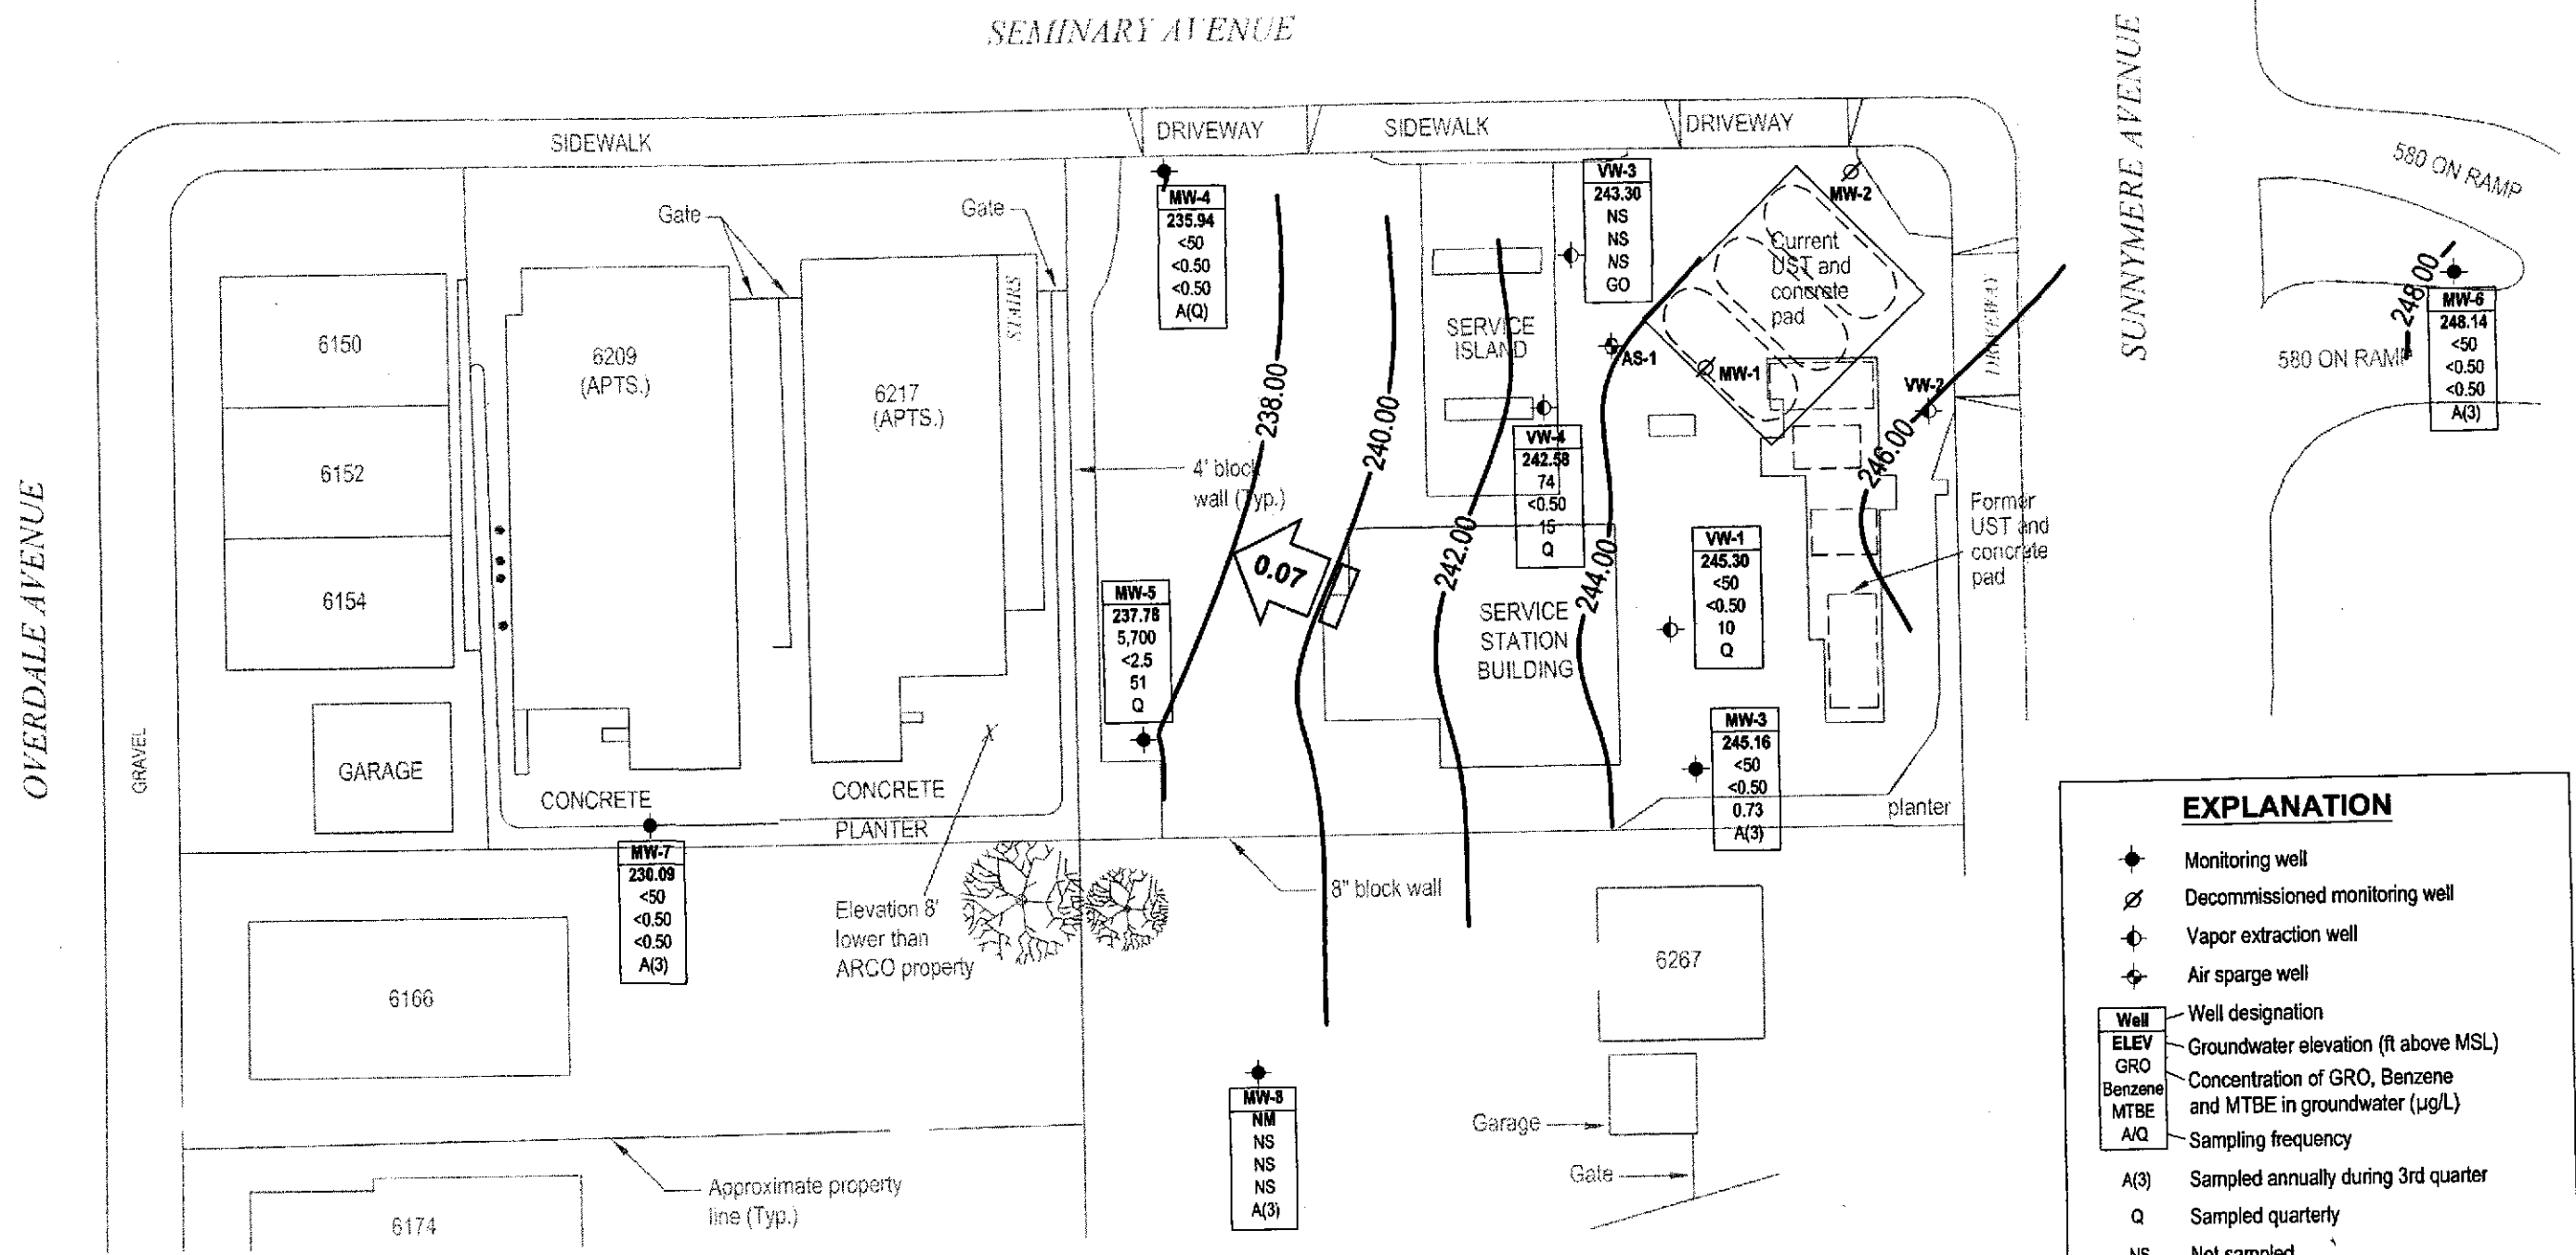 SEMINARY AVENUE
SUNNYMERE AVENUE
OVERDALE AVENUE
580 ON RAMP
580 ON RAMP
SIDEWALK
DRIVEWAY
SIDEWALK
DRIVEWAY
DRIVEWAY
Gate
Gate
STAIRS
6150
6152
6154
GARAGE
GRAVEL
6209
(APTS.)
6217
(APTS.)
CONCRETE
CONCRETE
PLANTER
4' block
wall (Typ.)
MW-4
235.94
<50
<0.50
<0.50
A(Q)
238.00
240.00
242.00
244.00
246.00
248.00
0.07
SERVICE
ISLAND
VW-3
243.30
NS
NS
NS
GO
AS-1
MW-1
MW-2
Current
UST and
concrete
pad
VW-2
VW-4
242.58
74
<0.50
15
Q
MW-6
248.14
<50
<0.50
<0.50
A(3)
MW-5
237.78
5,700
<2.5
51
Q
SERVICE
STATION
BUILDING
VW-1
245.30
<50
<0.50
10
Q
Former
UST and
concrete
pad
MW-3
245.16
<50
<0.50
0.73
A(3)
planter
X
MW-7
230.09
<50
<0.50
<0.50
A(3)
Elevation 8'
lower than
ARCO property
8" block wall
6166
6174
6267
Approximate property
line (Typ.)
MW-8
NM
NS
NS
NS
A(3)
Garage
Gate
EXPLANATION
Monitoring well
Decommissioned monitoring well
Vapor extraction well
Air sparge well
Well
ELEV
GRO
Benzene
MTBE
A/Q
Well designation
Groundwater elevation (ft above MSL)
Concentration of GRO, Benzene
and MTBE in groundwater (µg/L)
Sampling frequency
A(3) Sampled annually during 3rd quarter
Q Sampled quarterly
NS Not sampled